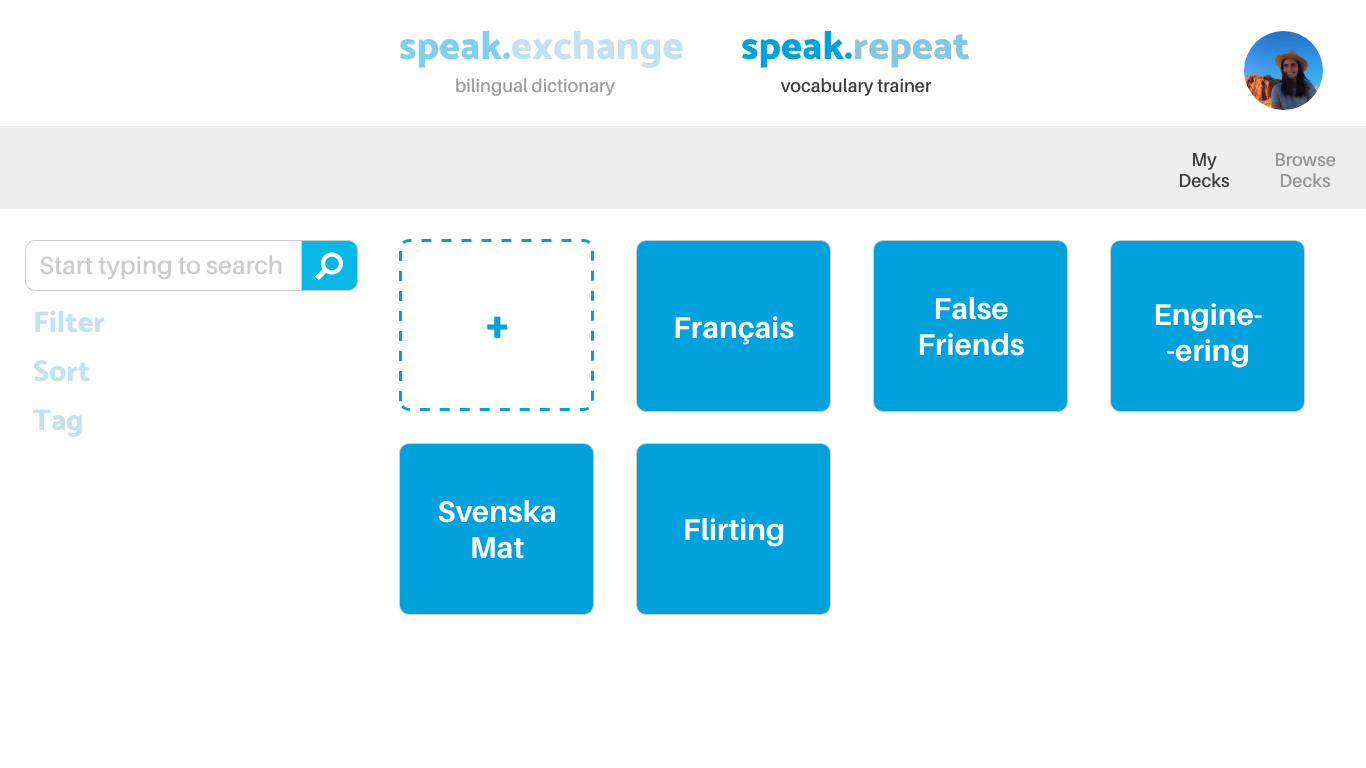 speak.exchange
bilingual dictionary
speak.repeat
vocabulary trainer
My
Decks
Browse
Decks
Start typing to search
Filter
Sort
Tag
+
Français
False
Friends
Engine-
-ering
Svenska
Mat
Flirting